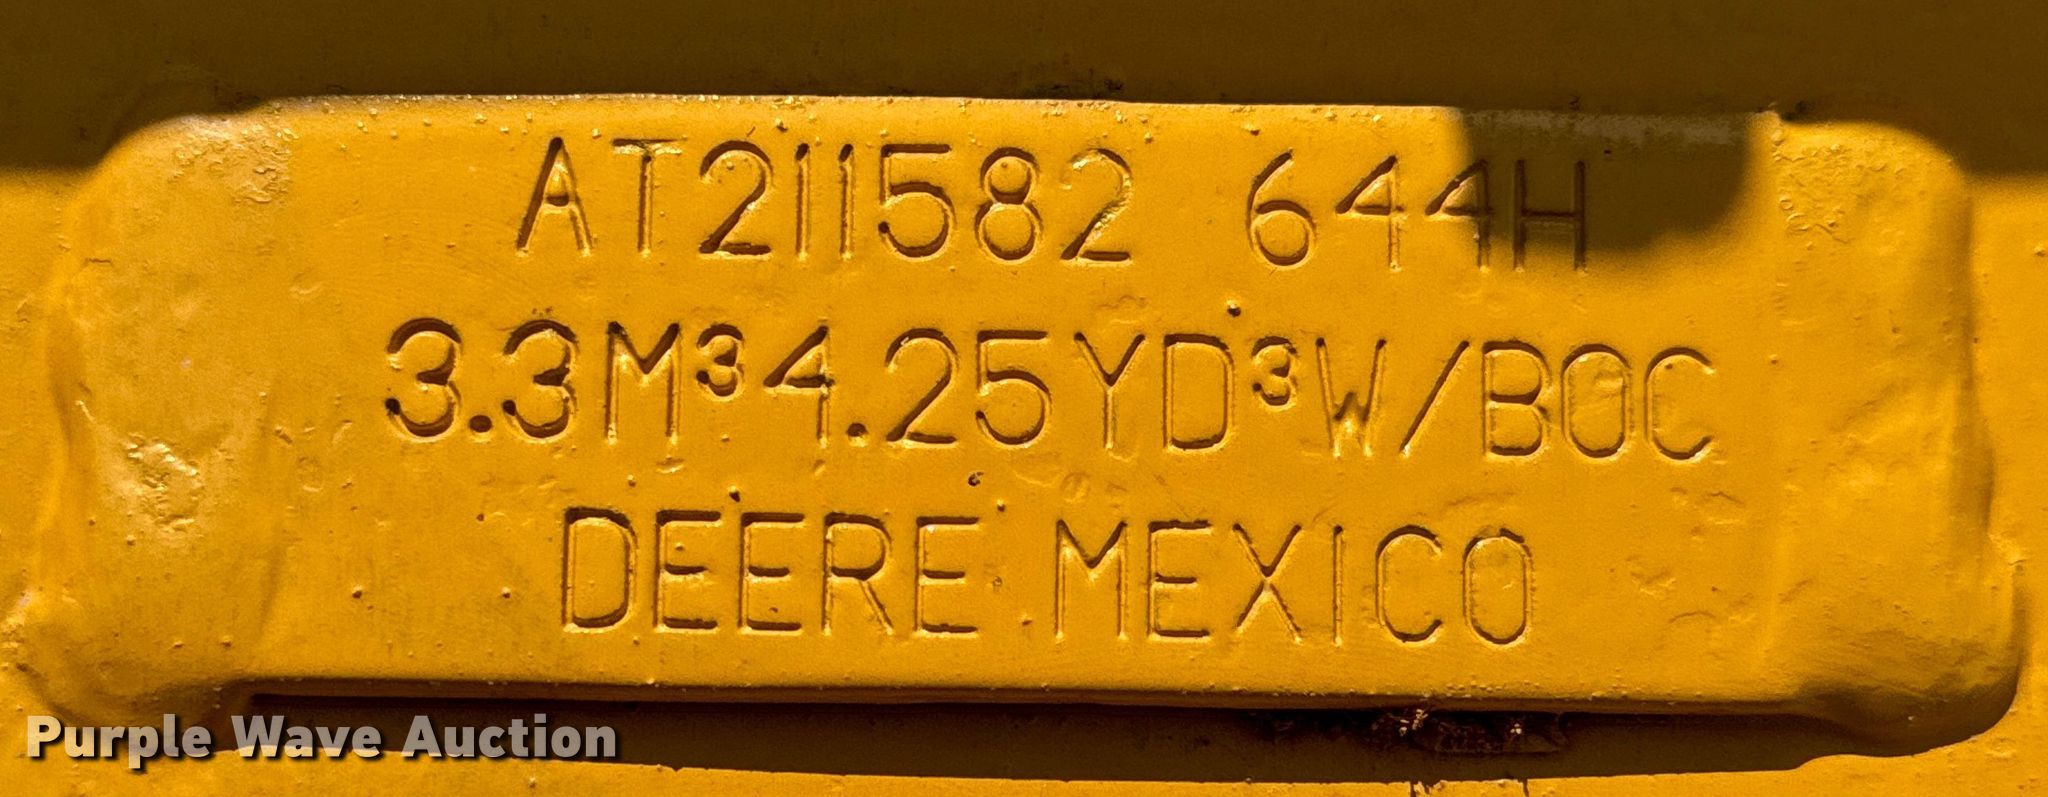 AT211582 644H
3.3M³4.25YD³W/BOC
DEERE MEXICO
Purple Wave Auction